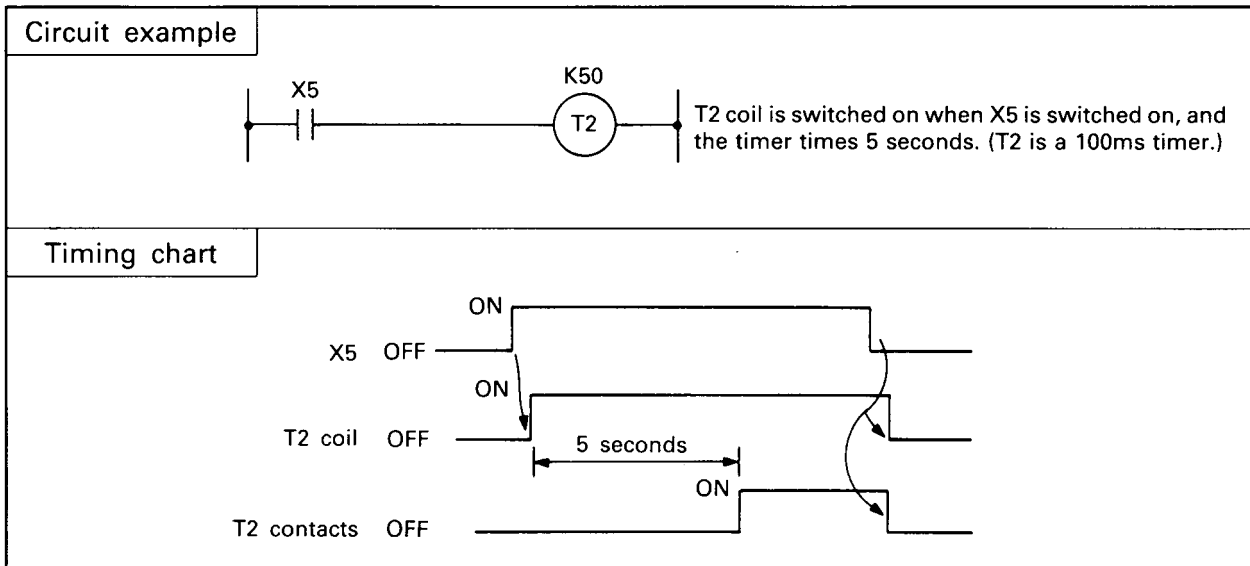 Circuit example
K50
X5
T2
T2 coil is switched on when X5 is switched on, and
the timer times 5 seconds. (T2 is a 100ms timer.)
Timing chart
ON
X5 OFF
ON
T2 coil OFF
5 seconds
ON
T2 contacts OFF